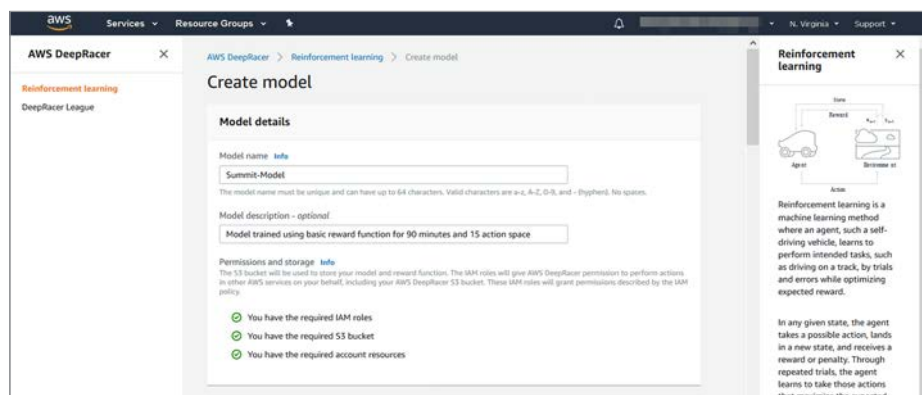 aws
Services
Resource Groups
N. Virginia
Support
AWS DeepRacer
Reinforcement learning
DeepRacer League
AWS DeepRacer > Reinforcement learning > Create model
Create model
Model details
Model name Info
Summit-Model
The model name must be unique and can have up to 64 characters. Valid characters are a-z, A-Z, 0-9, and - (hyphen). No spaces.
Model description - optional
Model trained using basic reward function for 90 minutes and 15 action space
Permissions and storage Info
The S3 bucket will be used to store your model and reward function. The IAM roles will give AWS DeepRacer permission to perform actions
in other AWS services on your behalf, including your AWS DeepRacer S3 bucket. These IAM roles will grant permissions described by the IAM
policy.
You have the required IAM roles
You have the required S3 bucket
You have the required account resources
Reinforcement
learning
State
Reward
Agent
Action
Reinforcement learning is a
machine learning method
where an agent, such a self-
driving vehicle, learns to
perform intended tasks, such
as driving on a track, by trials
and errors while optimizing
expected reward.
In any given state, the agent
takes a possible action, lands
in a new state, and receives a
reward or penalty. Through
repeated trials, the agent
learns to take those actions
that maximize the expected